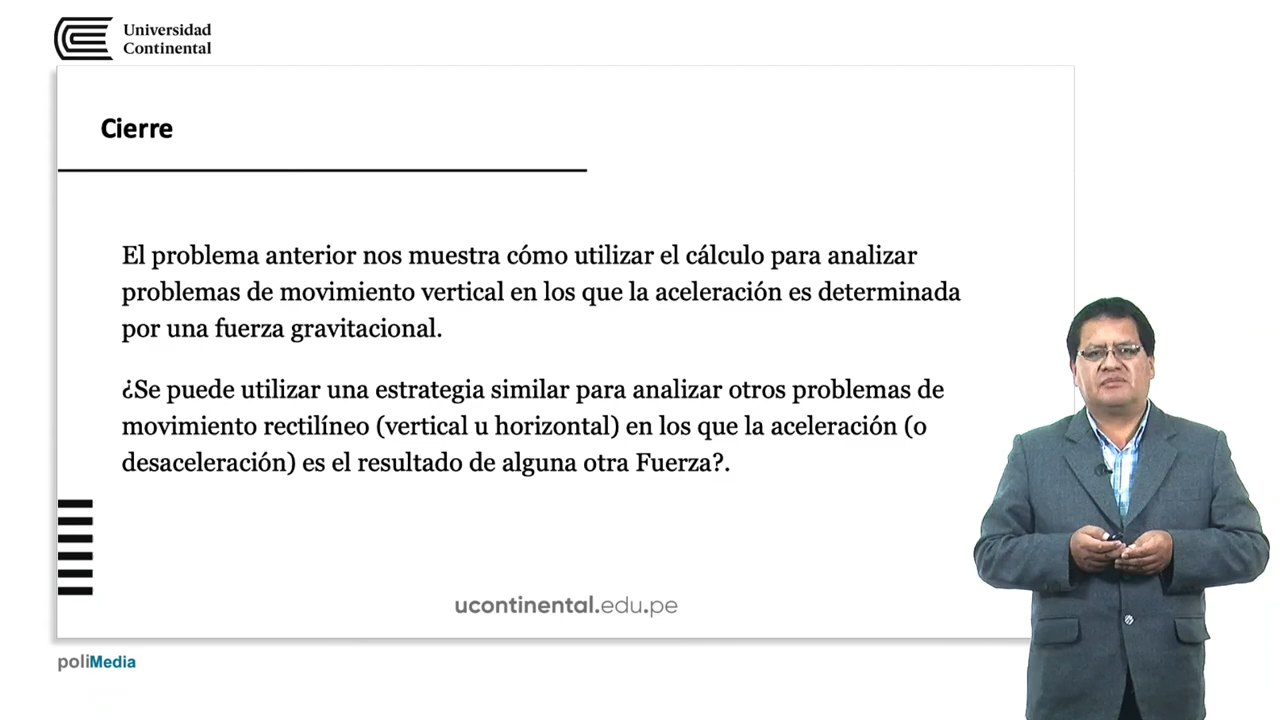 Universidad
Continental
Cierre
El problema anterior nos muestra cómo utilizar el cálculo para analizar
problemas de movimiento vertical en los que la aceleración es determinada
por una fuerza gravitacional.
¿Se puede utilizar una estrategia similar para analizar otros problemas de
movimiento rectilíneo (vertical u horizontal) en los que la aceleración (o
desaceleración) es el resultado de alguna otra Fuerza?.
ucontinental.edu.pe
poliMedia